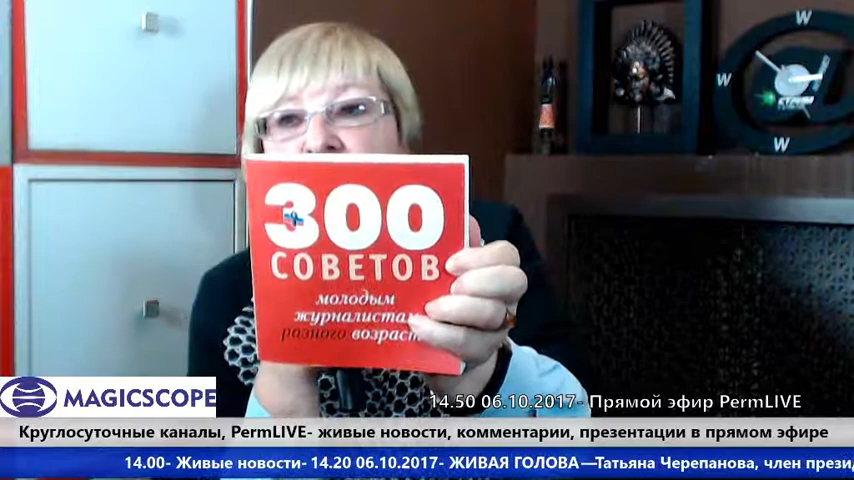 W
W
W
W
300
СОВЕТОВ
молодым
журналистам
разного возраст
MAGICSCOPE
14.50 06.10.2017- Прямой эфир PermLIVE
Круглосуточные каналы, PermLIVE- живые новости, комментарии, презентации в прямом эфире
14.00- Живые новости- 14.20 06.10.2017- ЖИВАЯ ГОЛОВА—Татьяна Черепанова, член прези